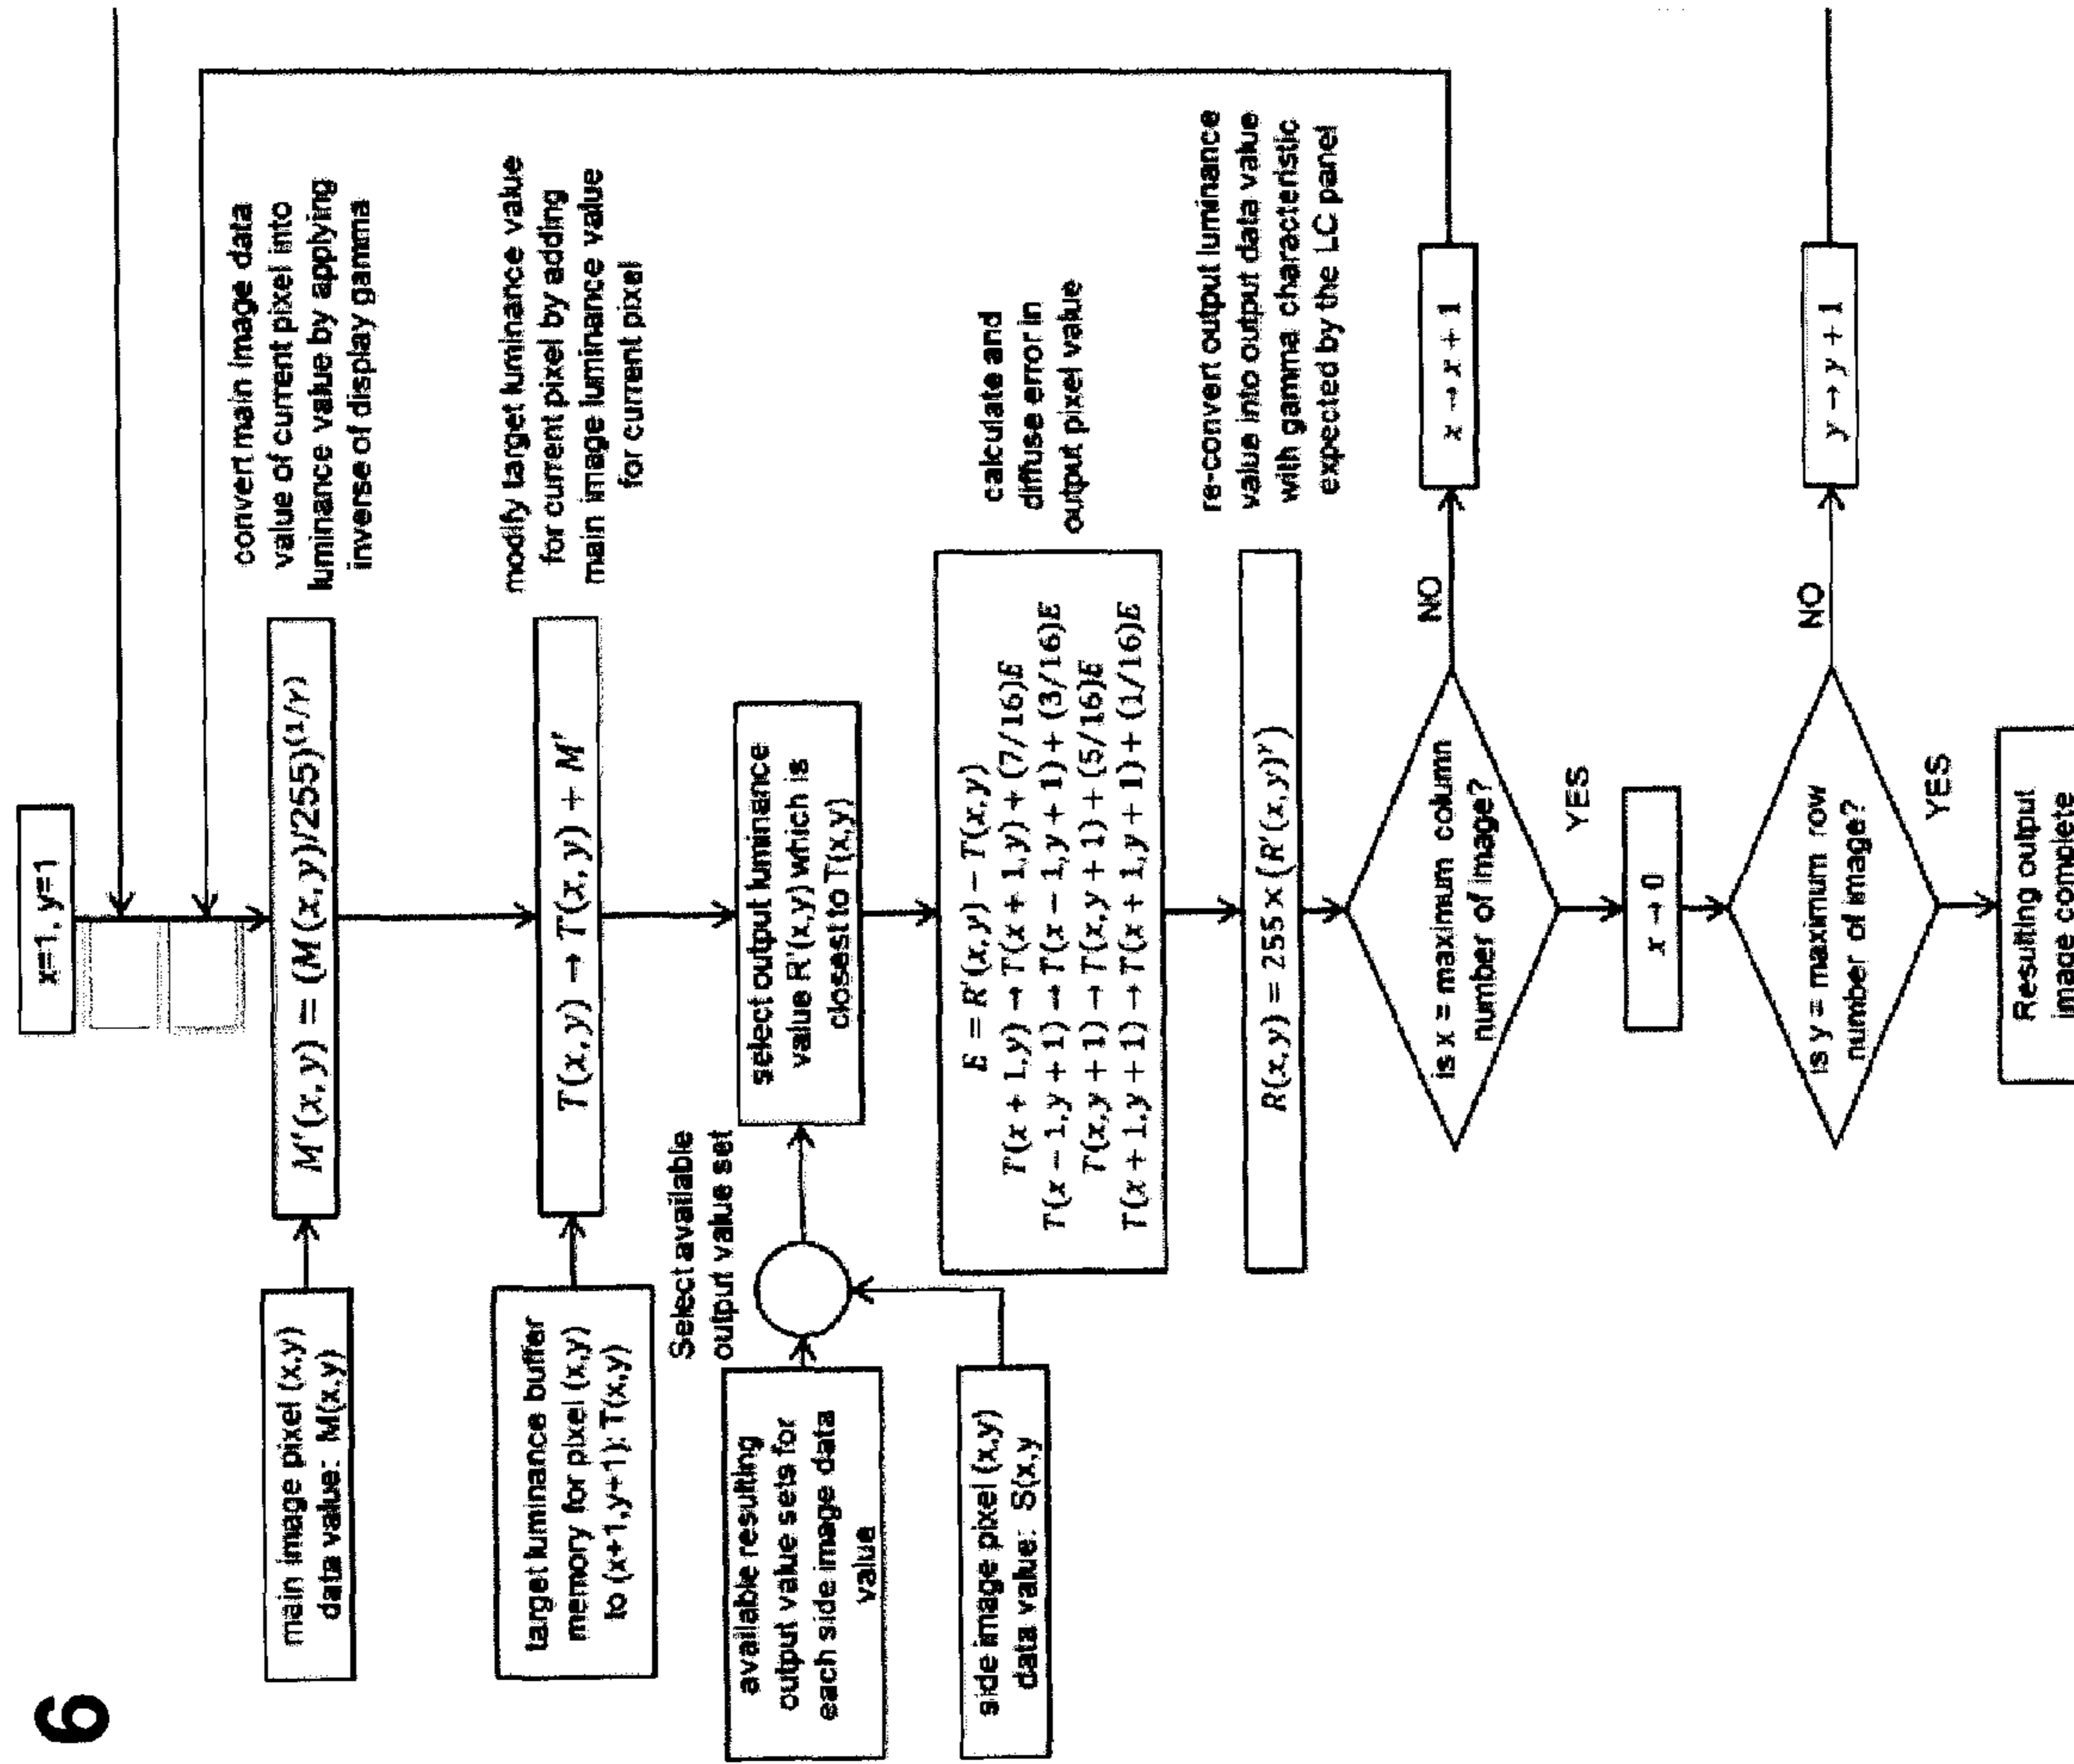 6
x=1, y=1
main image pixel (x,y)
data value: M(x,y)
M'(x,y) = (M(x,y)/255)^(1/γ)
convert main image data
value of current pixel into
luminance value by applying
inverse of display gamma
target luminance buffer
memory for pixel (x,y)
to (x+1,y+1): T(x,y)
T(x,y) → T(x,y) + M'
modify target luminance value
for current pixel by adding
main image luminance value
for current pixel
Select available
output value set
available resulting
output value sets for
each side image data
value
select output luminance
value R'(x,y) which is
closest to T(x,y)
side image pixel (x,y)
data value: S(x,y
E = R'(x,y) − T(x,y)
T(x + 1,y) → T(x + 1,y) + (7/16)E
T(x − 1,y + 1) → T(x − 1,y + 1) + (3/16)E
T(x,y + 1) → T(x,y + 1) + (5/16)E
T(x + 1,y + 1) → T(x + 1,y + 1) + (1/16)E
calculate and
diffuse error in
output pixel value
R(x,y) = 255 × (R'(x,y)^γ)
re-convert output luminance
value into output data value
with gamma characteristic
expected by the LC panel
is x = maximum column
number of image?
NO
x → x + 1
YES
x → 0
is y = maximum row
number of image?
NO
y → y + 1
YES
Resulting output
image complete